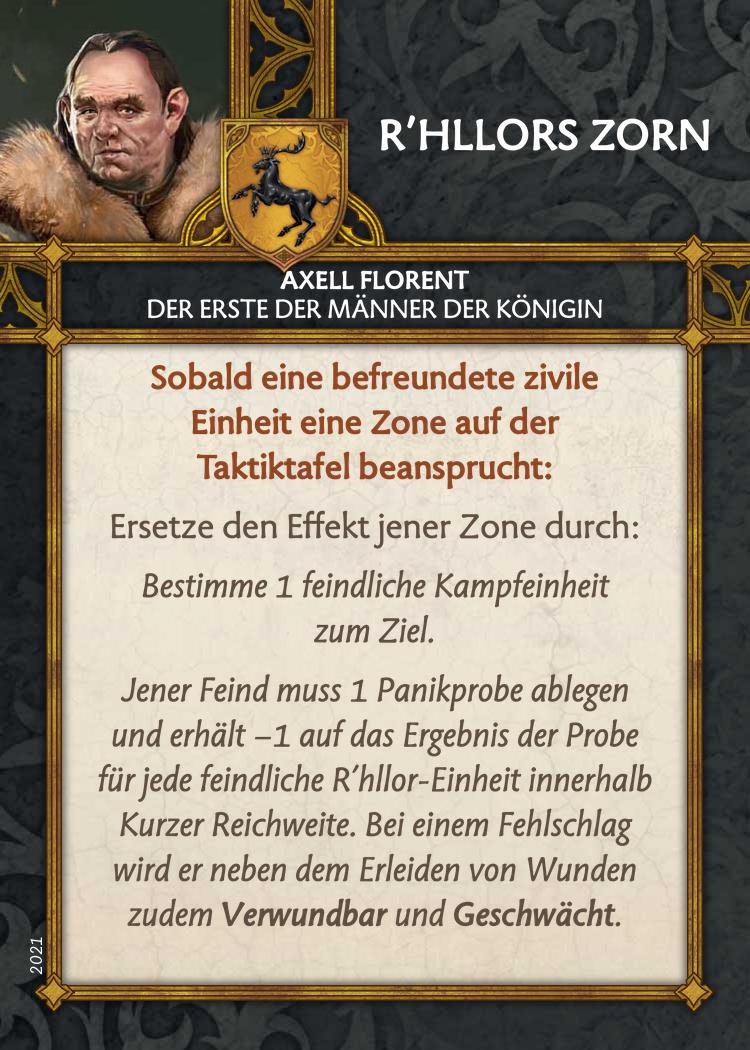 R’HLLORS ZORN
AXELL FLORENT
DER ERSTE DER MÄNNER DER KÖNIGIN
Sobald eine befreundete zivile
Einheit eine Zone auf der
Taktiktafel beansprucht:
Ersetze den Effekt jener Zone durch:
Bestimme 1 feindliche Kampfeinheit
zum Ziel.
Jener Feind muss 1 Panikprobe ablegen
und erhält –1 auf das Ergebnis der Probe
für jede feindliche R’hllor-Einheit innerhalb
Kurzer Reichweite. Bei einem Fehlschlag
wird er neben dem Erleiden von Wunden
zudem Verwundbar und Geschwächt.
2021